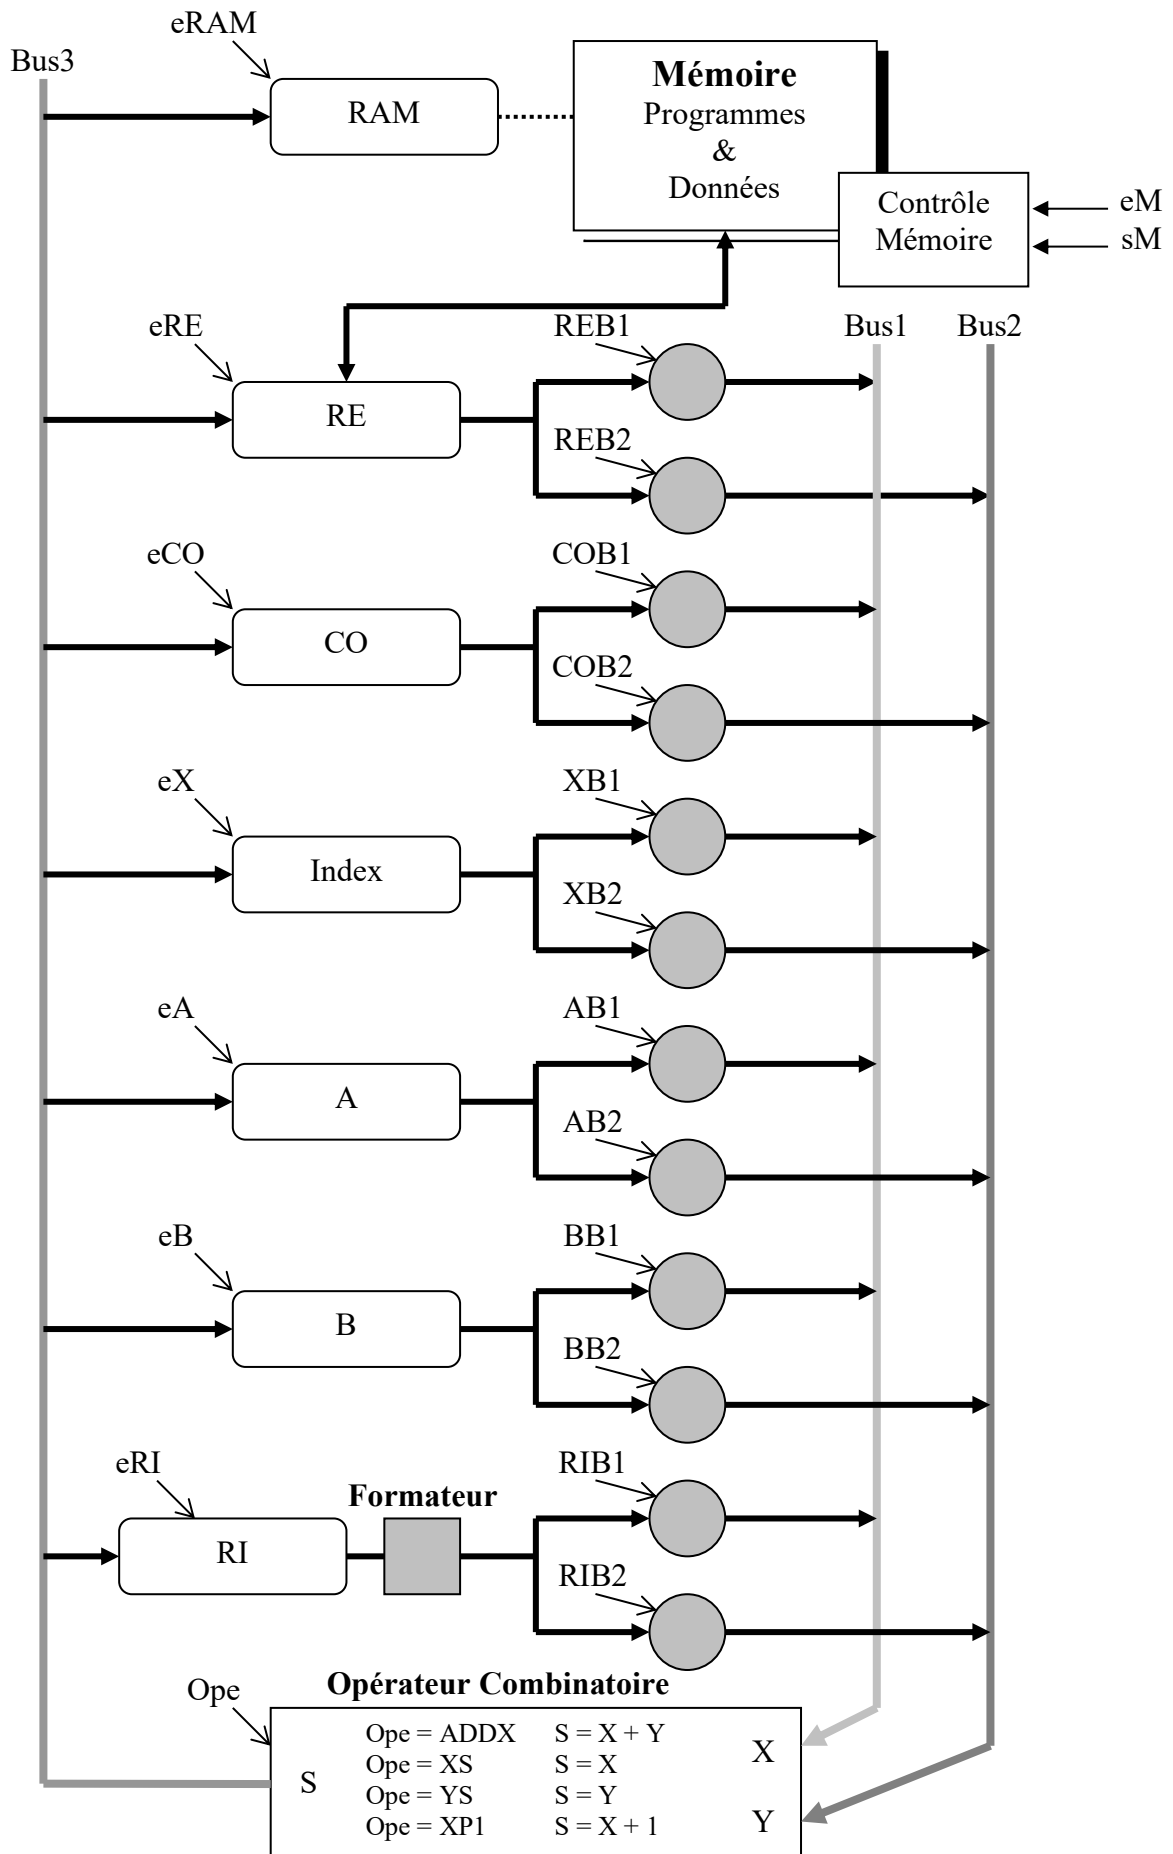 eRAM
Bus3
RAM
Mémoire
Programmes
&
Données
Contrôle
Mémoire
eM
sM
eRE
REB1
Bus1
Bus2
RE
REB2
eCO
COB1
CO
COB2
eX
XB1
Index
XB2
eA
AB1
A
AB2
eB
BB1
B
BB2
eRI
Formateur
RIB1
RI
RIB2
Ope
Opérateur Combinatoire
Ope = ADDX S = X + Y
Ope = XS S = X
Ope = YS S = Y
Ope = XP1 S = X + 1
S
X
Y